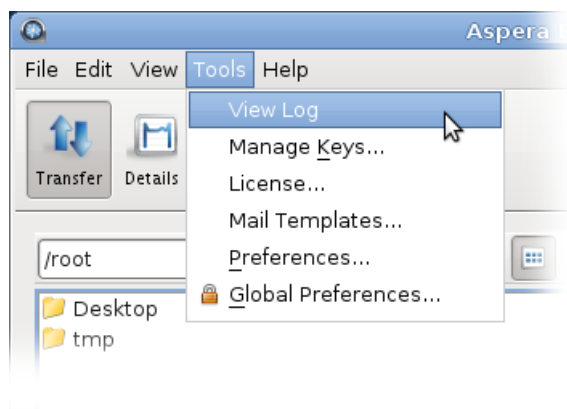 Aspera
File Edit View Tools Help
View Log
Manage Keys...
License...
Mail Templates...
Preferences...
Global Preferences...
Transfer Details
/root
Desktop
tmp